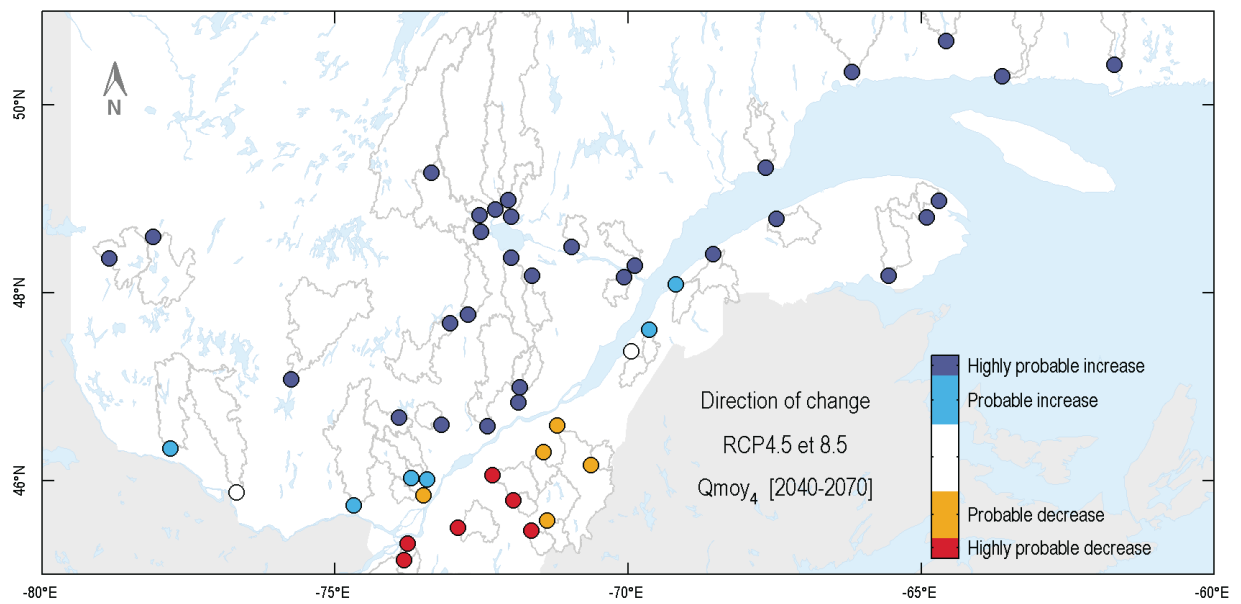 N
50°N
48°N
46°N
Highly probable increase
Probable increase
Direction of change
RCP4.5 et 8.5
Qmoy4 [2040-2070]
Probable decrease
Highly probable decrease
-80°E
-75°E
-70°E
-65°E
-60°E